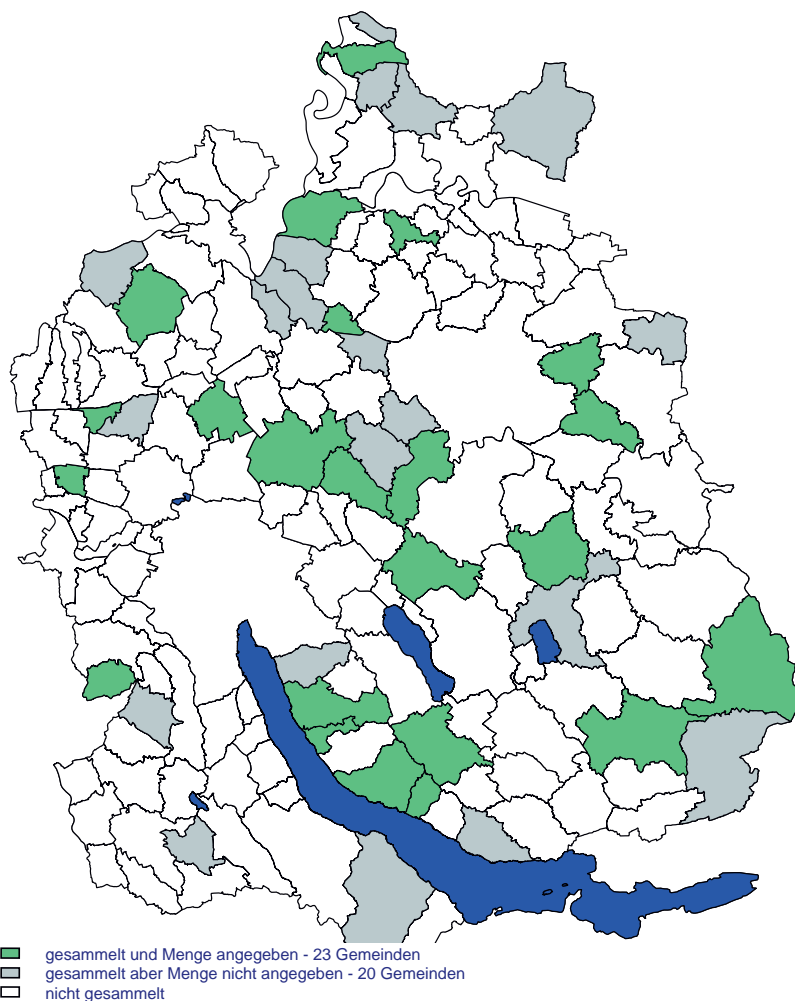 gesammelt und Menge angegeben - 23 Gemeinden
gesammelt aber Menge nicht angegeben - 20 Gemeinden
nicht gesammelt